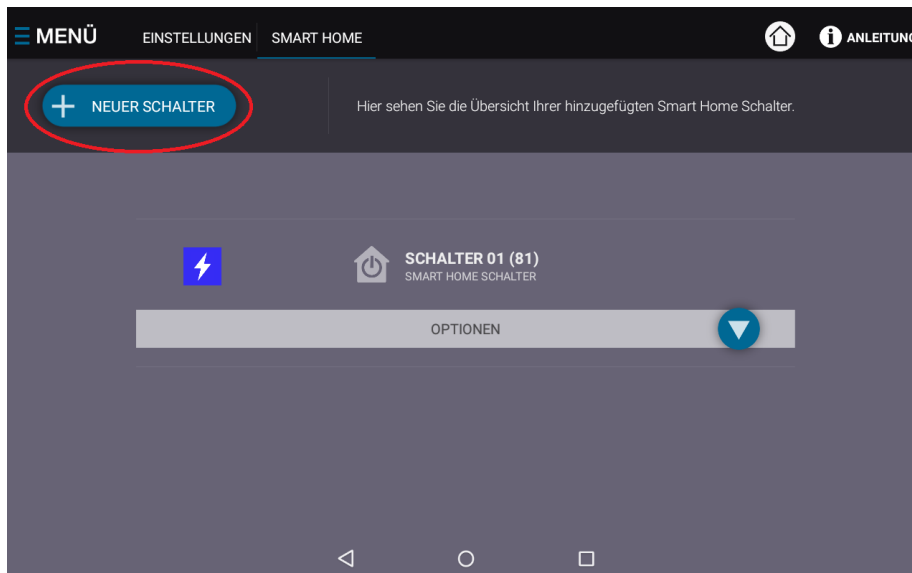 MENÜ EINSTELLUNGEN SMART HOME ANLEITUNG
NEUER SCHALTER
Hier sehen Sie die Übersicht Ihrer hinzugefügten Smart Home Schalter.
SCHALTER 01 (81)
SMART HOME SCHALTER
OPTIONEN